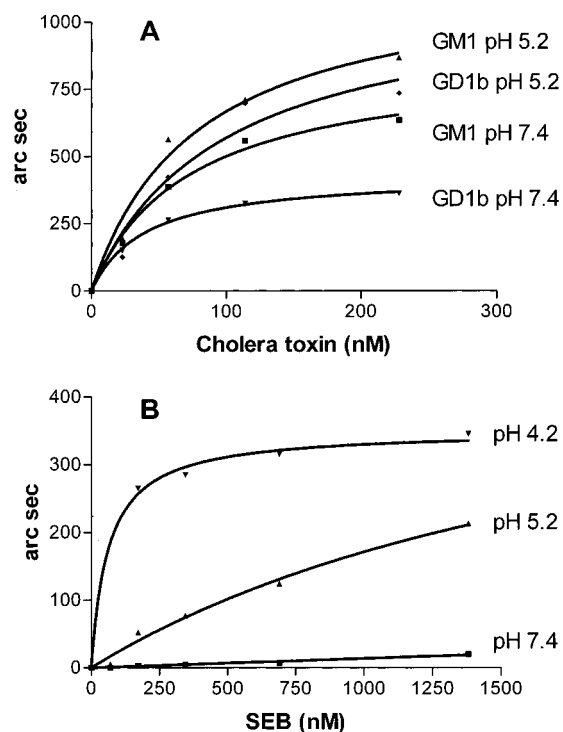 A
1000
750
500
250
0
arc sec
0 100 200 300
Cholera toxin (nM)
GM1 pH 5.2
GD1b pH 5.2
GM1 pH 7.4
GD1b pH 7.4
B
400
300
200
100
0
arc sec
0 250 500 750 1000 1250 1500
SEB (nM)
pH 4.2
pH 5.2
pH 7.4